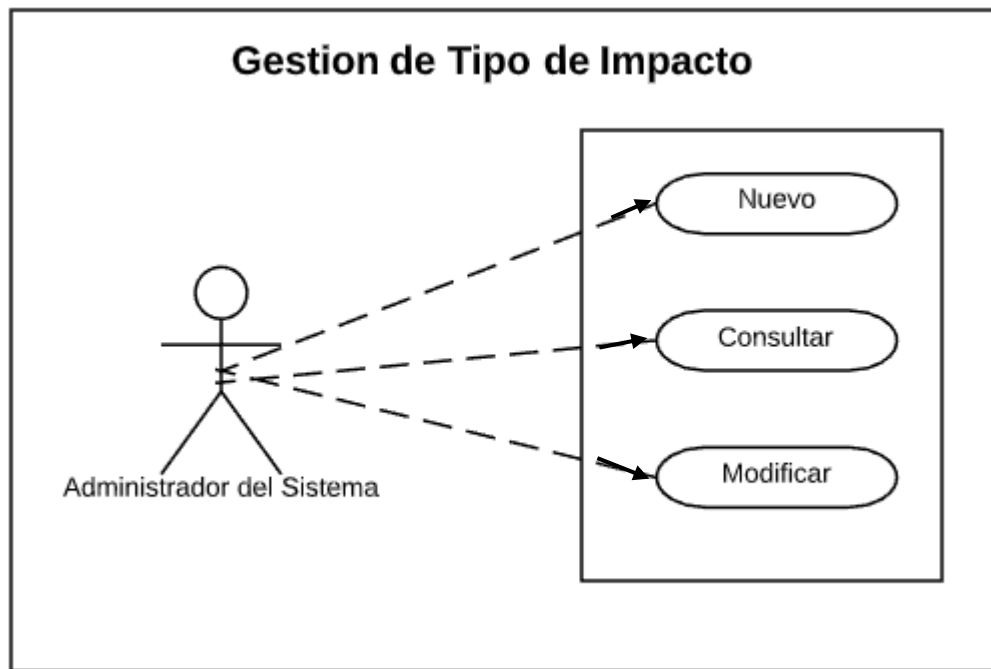 Gestion de Tipo de Impacto
Nuevo
Consultar
Modificar
Administrador del Sistema